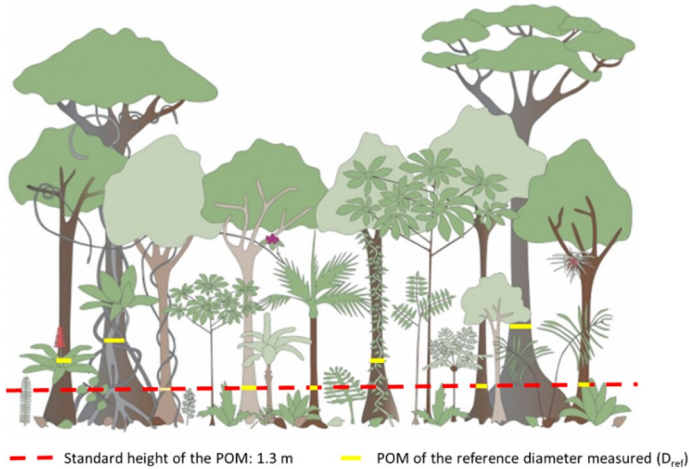 Standard height of the POM: 1.3 m POM of the reference diameter measured (Dref)